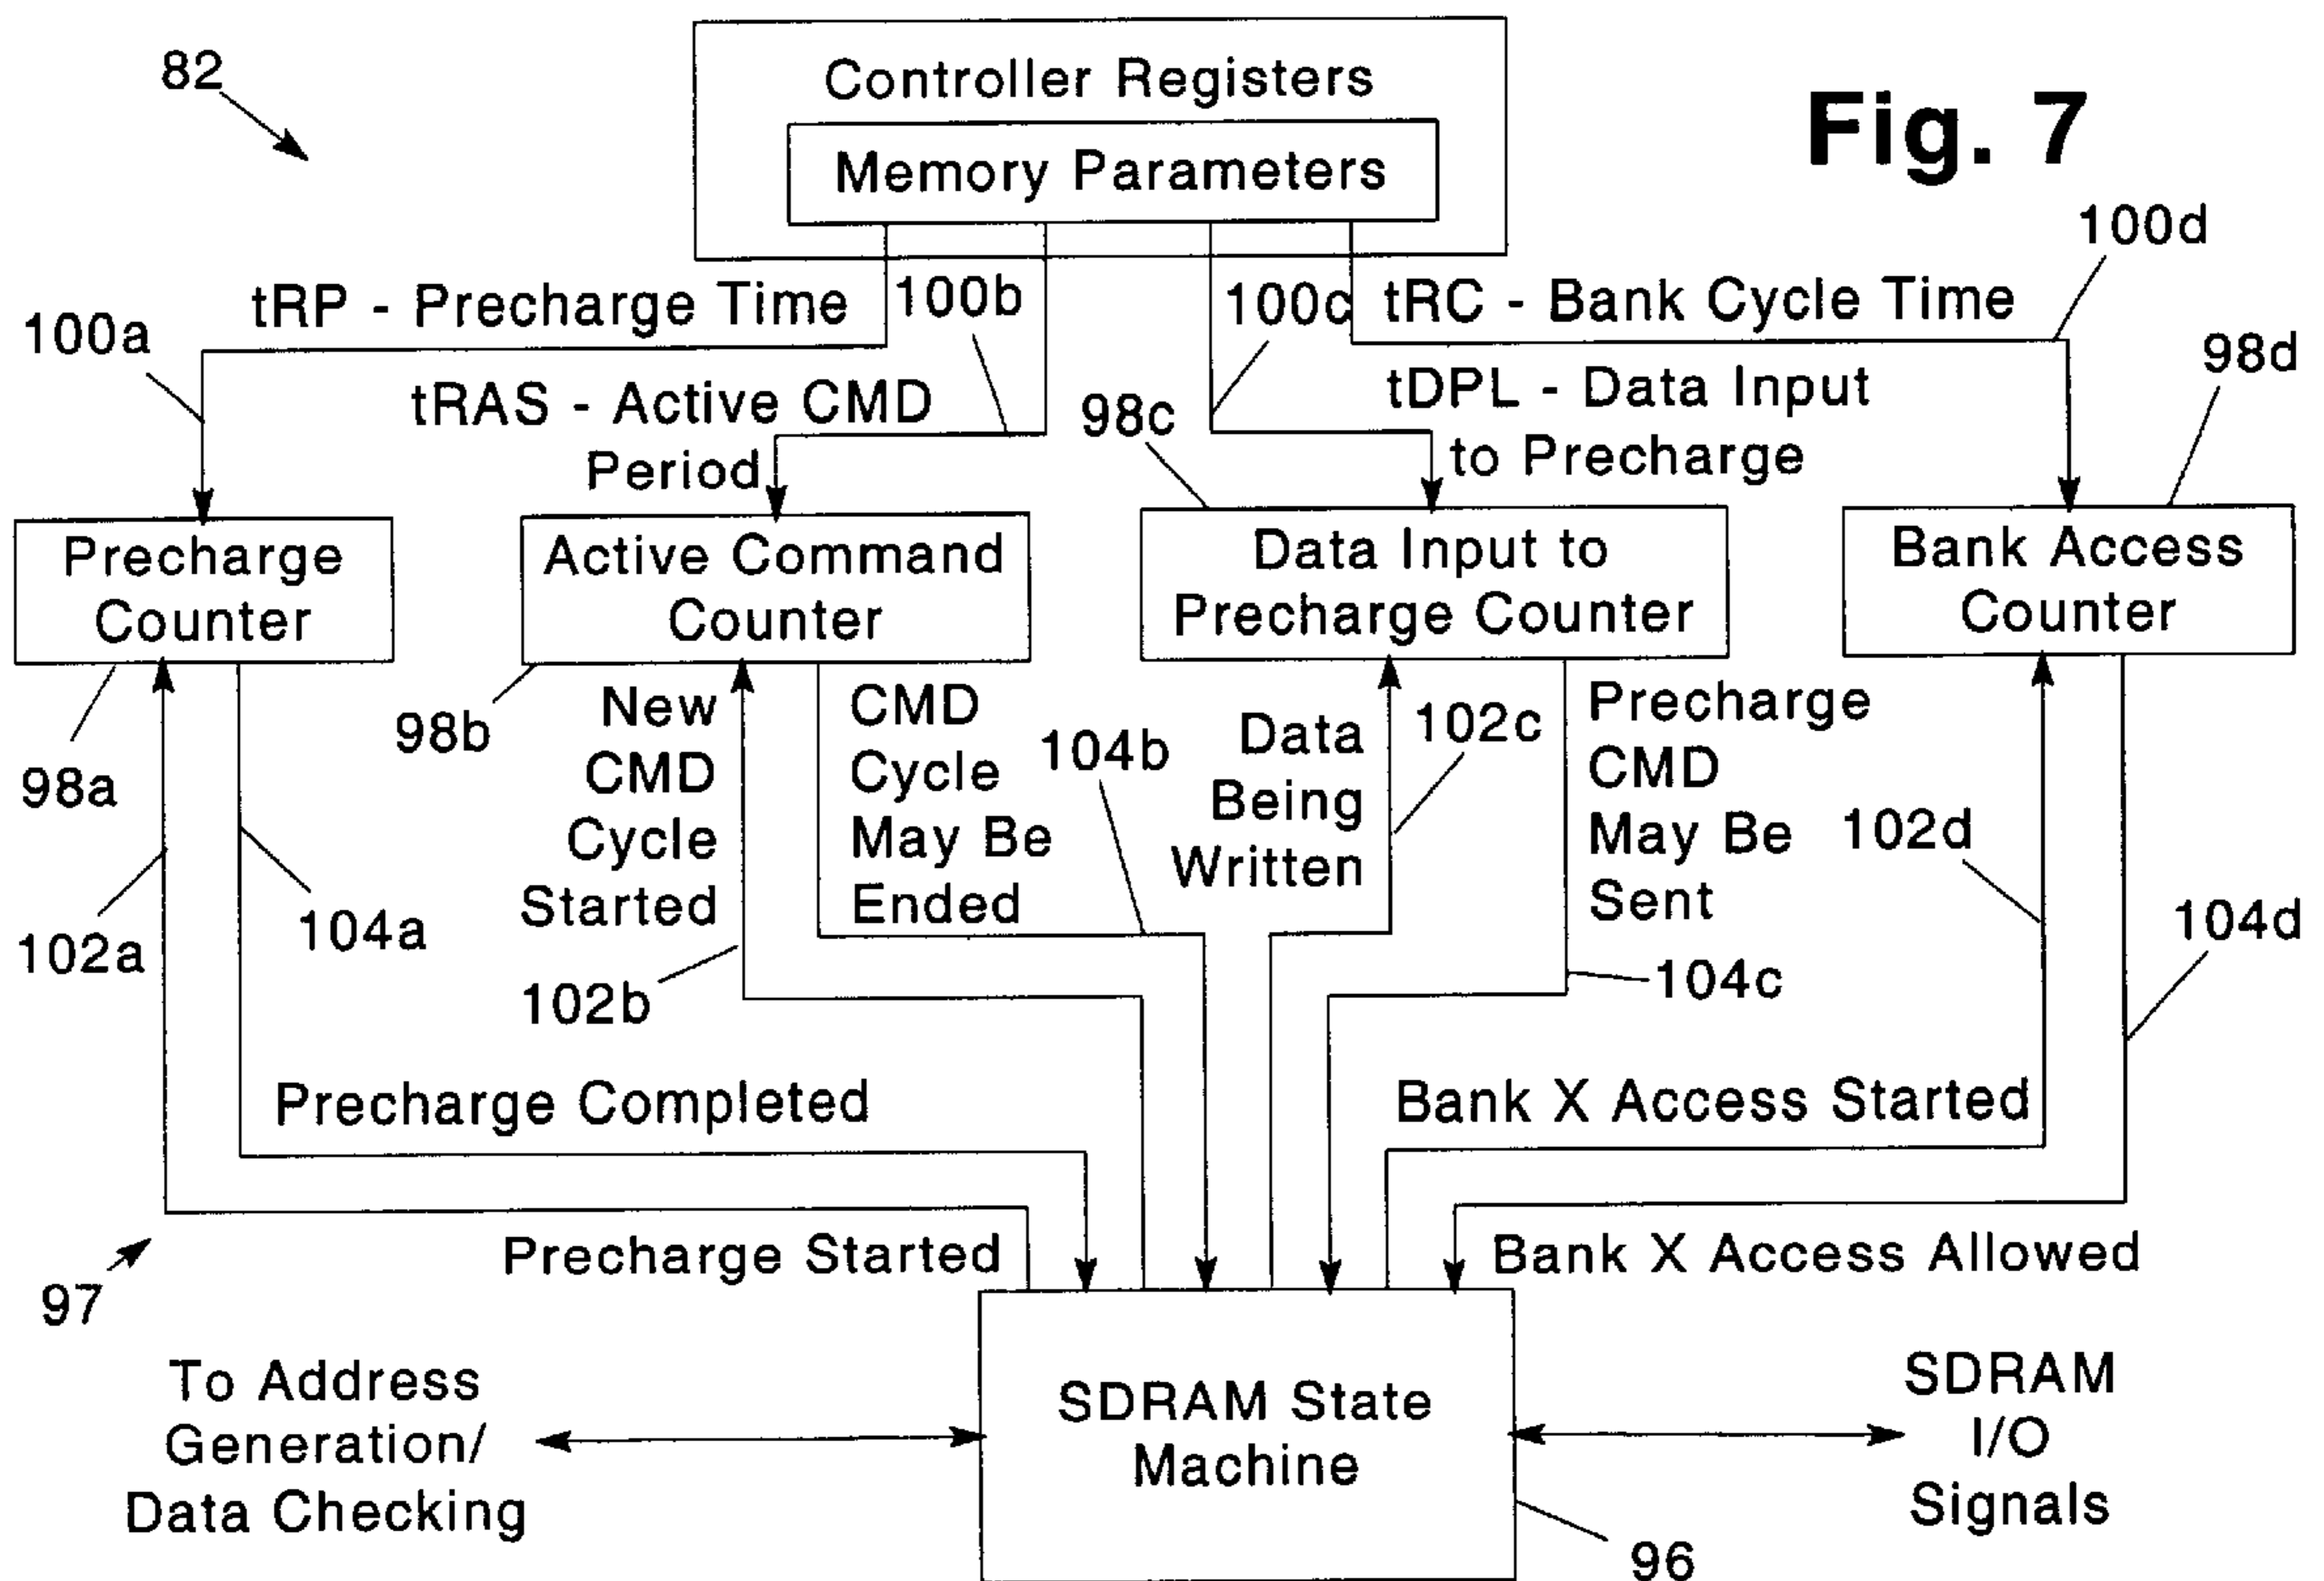 82
Controller Registers
Fig. 7
Memory Parameters
100d
tRP - Precharge Time
100b
100c
tRC - Bank Cycle Time
100a
98d
tRAS - Active CMD
Period
98c
tDPL - Data Input
to Precharge
Precharge
Counter
Active Command
Counter
Data Input to
Precharge Counter
Bank Access
Counter
98a
98b
New
CMD
Cycle
Started
CMD
Cycle
May Be
Ended
104b
Data
Being
Written
102c
Precharge
CMD
May Be
Sent
102d
102a
104a
102b
104c
104d
Precharge Completed
Bank X Access Started
Precharge Started
Bank X Access Allowed
97
To Address
Generation/
Data Checking
SDRAM State
Machine
SDRAM
I/O
Signals
96